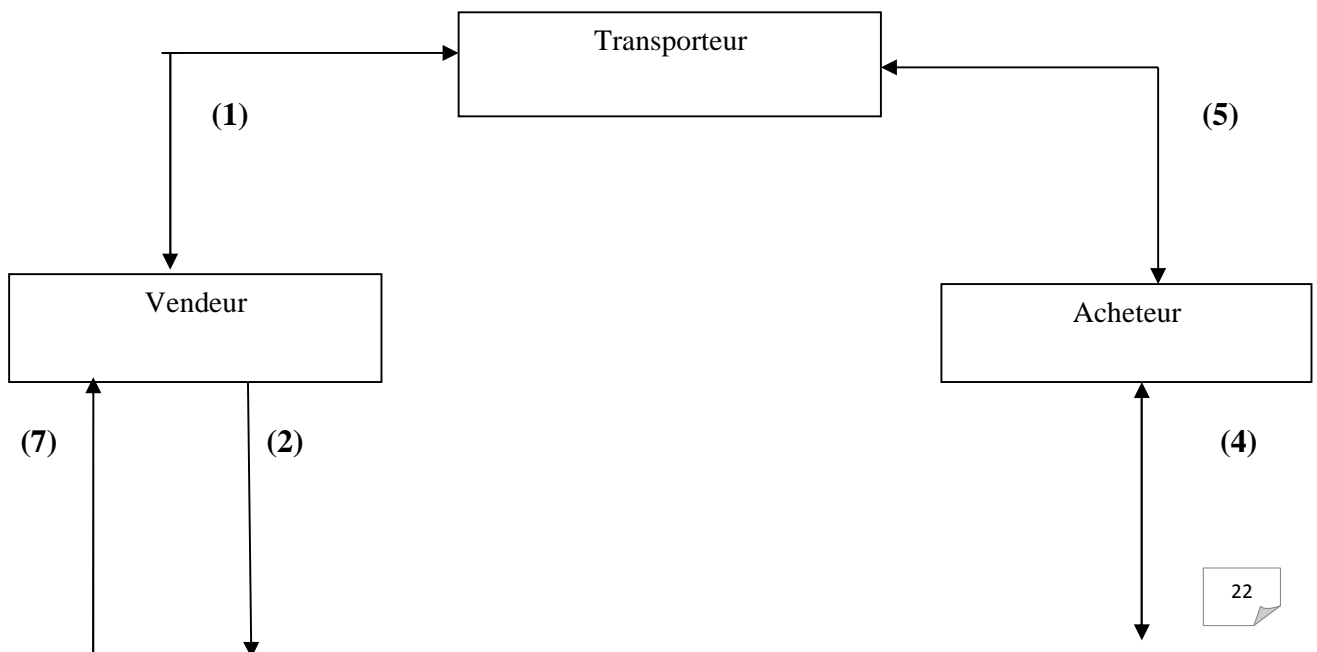 Transporteur
(1)
(5)
Vendeur
Acheteur
(7)
(2)
(4)
22